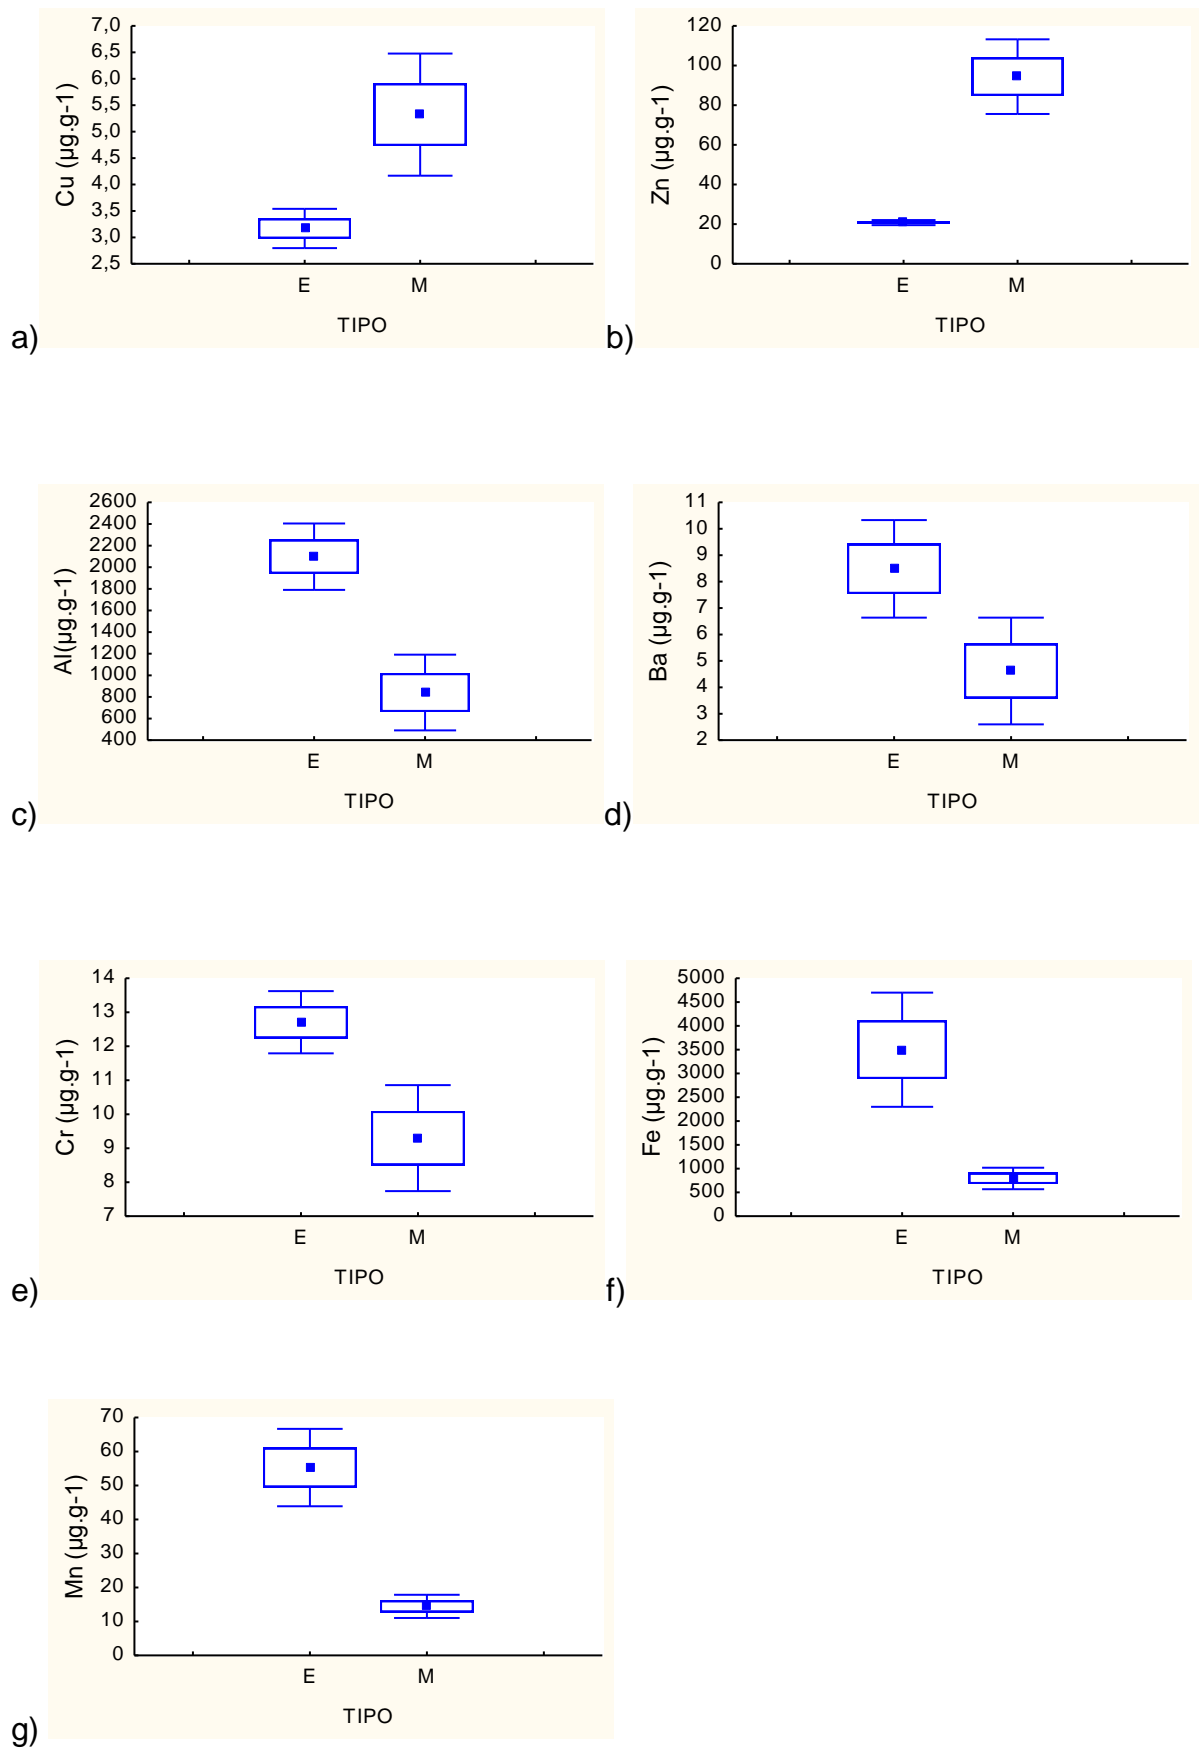 Cu (µg.g-1)
7,0
6,5
6,0
5,5
5,0
4,5
4,0
3,5
3,0
2,5
E M
TIPO
a)
Zn (µg.g-1)
120
100
80
60
40
20
0
E M
TIPO
b)
Al(µg.g-1)
2600
2400
2200
2000
1800
1600
1400
1200
1000
800
600
400
E M
TIPO
c)
Ba (µg.g-1)
11
10
9
8
7
6
5
4
3
2
E M
TIPO
d)
Cr (µg.g-1)
14
13
12
11
10
9
8
7
E M
TIPO
e)
Fe (µg.g-1)
5000
4500
4000
3500
3000
2500
2000
1500
1000
500
0
E M
TIPO
f)
Mn (µg.g-1)
70
60
50
40
30
20
10
0
E M
TIPO
g)